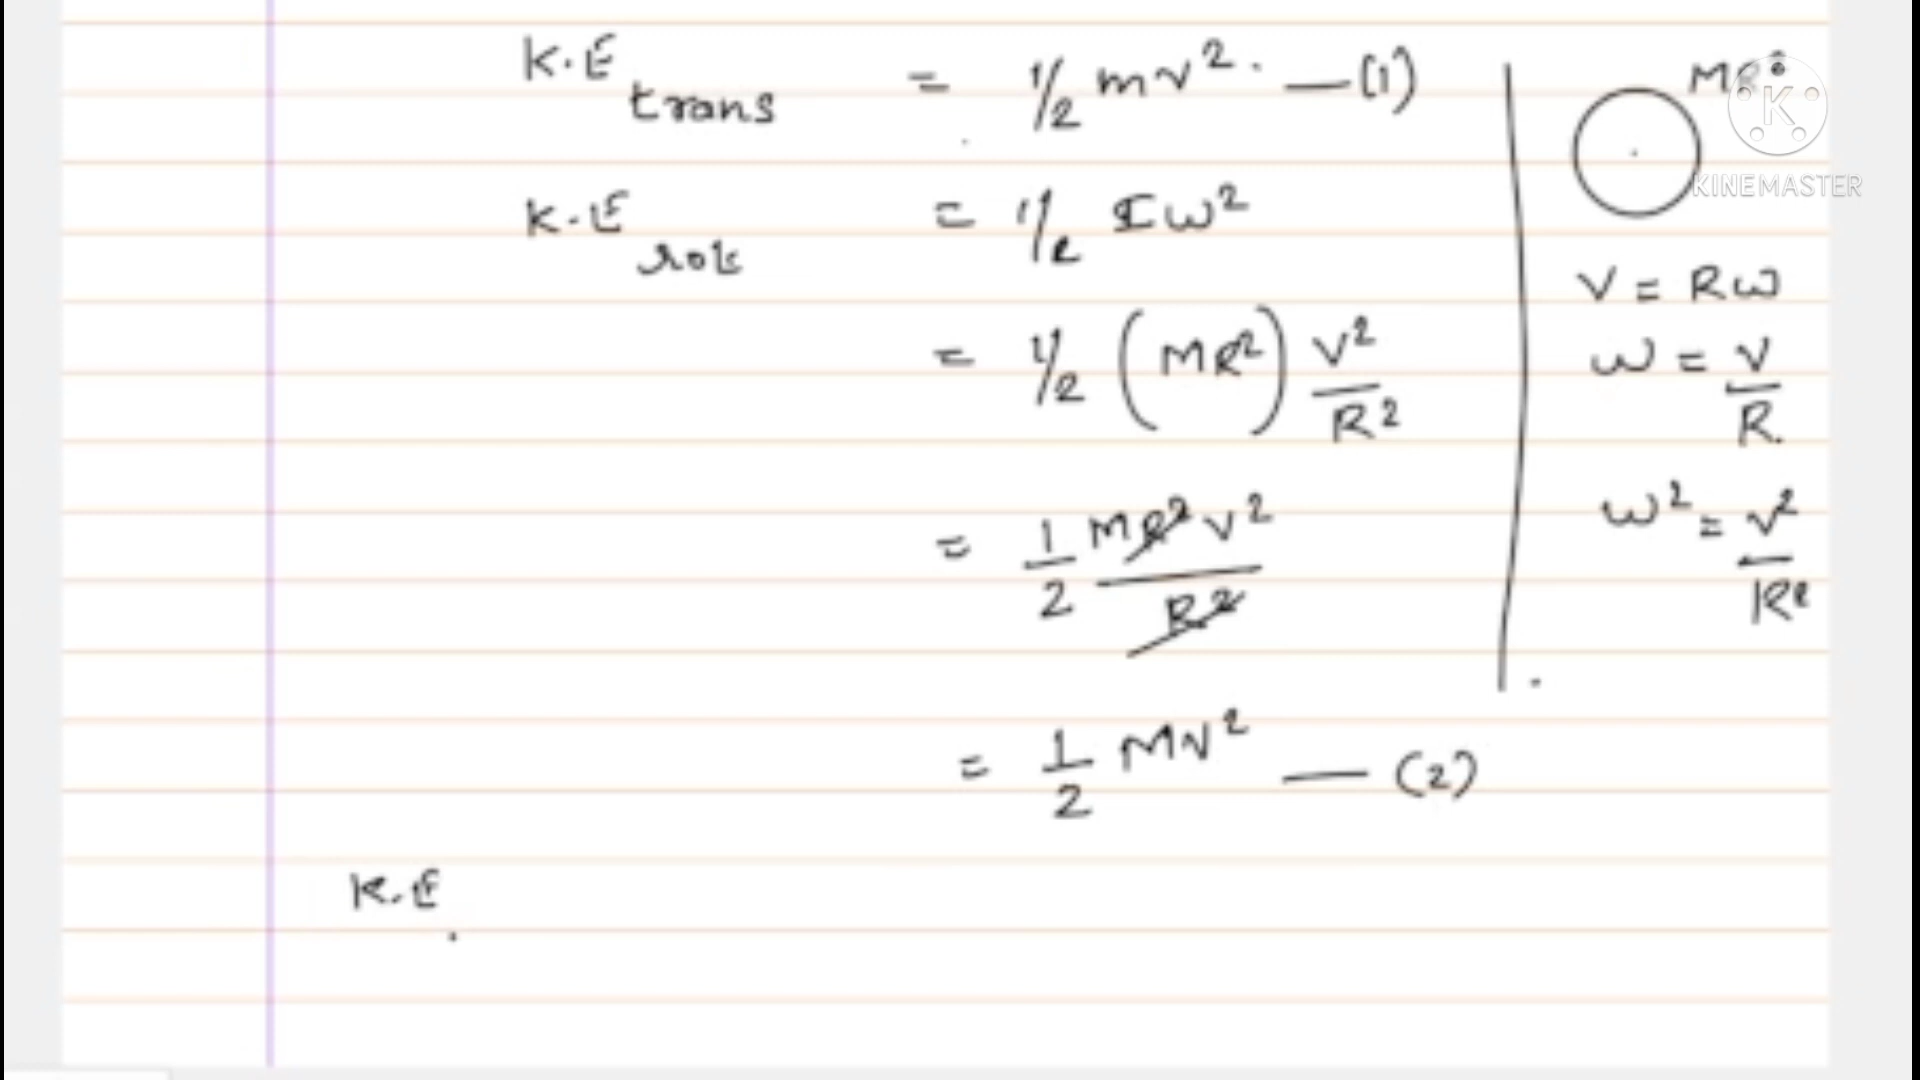 K.E trans = 1/2 mv². — (1)
K.E rot = 1/2 Iω²
= 1/2 (MR²) V²/R²
= 1/2 MR²V²/R²
= 1/2 MV² — (2)
K.E
MR²
K
KINEMASTER
V = Rω
ω = V/R.
ω² = V²/R²